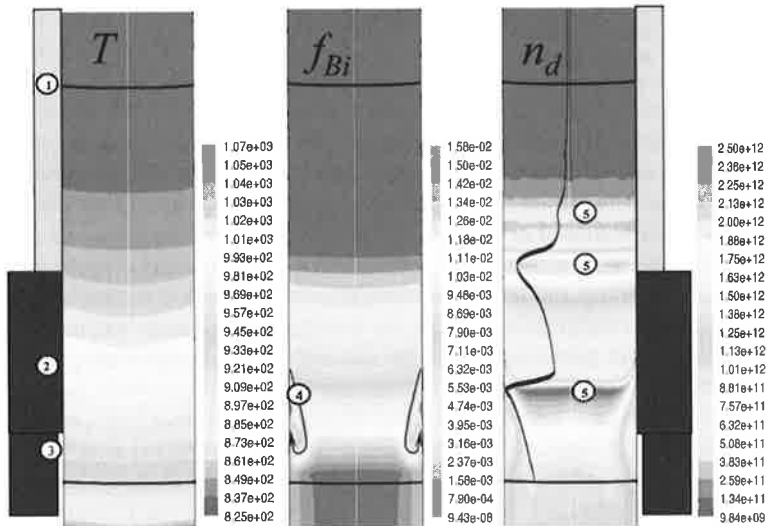 T
f_Bi
n_d
1
2
3
4
5
5
5
1.07e+03
1.05e+03
1.04e+03
1.03e+03
1.02e+03
1.01e+03
9.93e+02
9.81e+02
9.69e+02
9.57e+02
9.45e+02
9.33e+02
9.21e+02
9.09e+02
8.97e+02
8.85e+02
8.73e+02
8.61e+02
8.49e+02
8.37e+02
8.25e+02
1.58e-02
1.50e-02
1.42e-02
1.34e-02
1.26e-02
1.18e-02
1.11e-02
1.03e-02
9.48e-03
8.69e-03
7.90e-03
7.11e-03
6.32e-03
5.53e-03
4.74e-03
3.95e-03
3.16e-03
2.37e-03
1.58e-03
7.90e-04
9.43e-08
2.50e+12
2.38e+12
2.25e+12
2.13e+12
2.00e+12
1.88e+12
1.75e+12
1.63e+12
1.50e+12
1.38e+12
1.25e+12
1.13e+12
1.01e+12
8.81e+11
7.57e+11
6.32e+11
5.08e+11
3.83e+11
2.59e+11
1.34e+11
9.84e+09